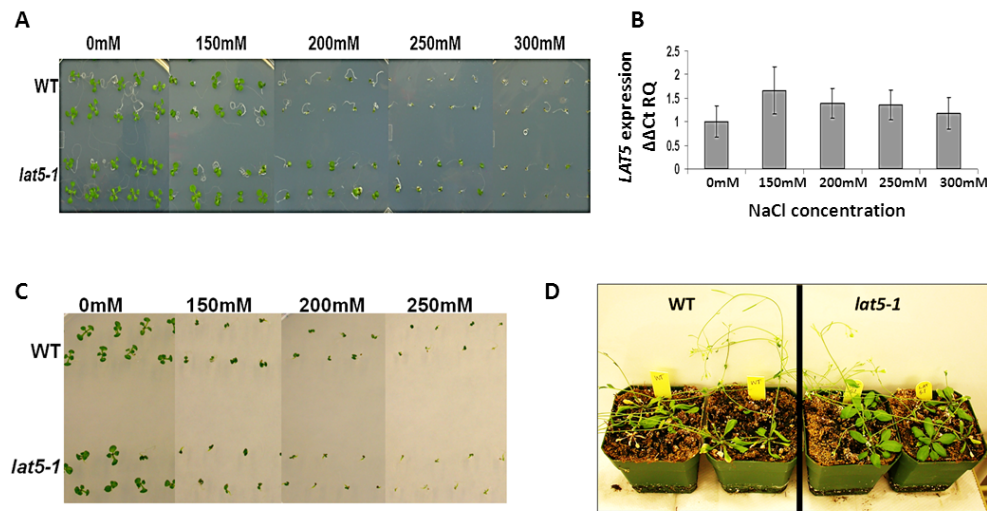 A
0mM 150mM 200mM 250mM 300mM
WT
lat5-1
B
LAT5 expression
ΔΔCt RQ
2.5
2
1.5
1
0.5
0
0mM 150mM 200mM 250mM 300mM
NaCl concentration
C
0mM 150mM 200mM 250mM
WT
lat5-1
D
WT lat5-1